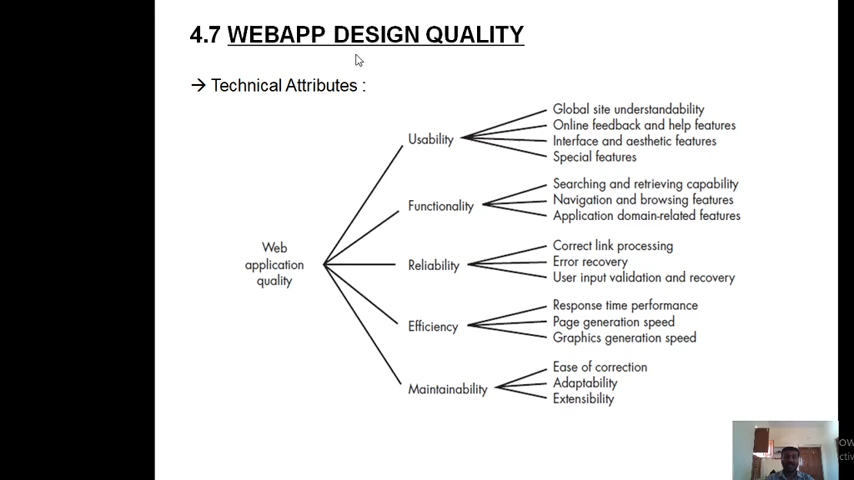 4.7 WEBAPP DESIGN QUALITY
→ Technical Attributes :
Web
application
quality
Usability
Global site understandability
Online feedback and help features
Interface and aesthetic features
Special features
Functionality
Searching and retrieving capability
Navigation and browsing features
Application domain-related features
Reliability
Correct link processing
Error recovery
User input validation and recovery
Efficiency
Response time performance
Page generation speed
Graphics generation speed
Maintainability
Ease of correction
Adaptability
Extensibility